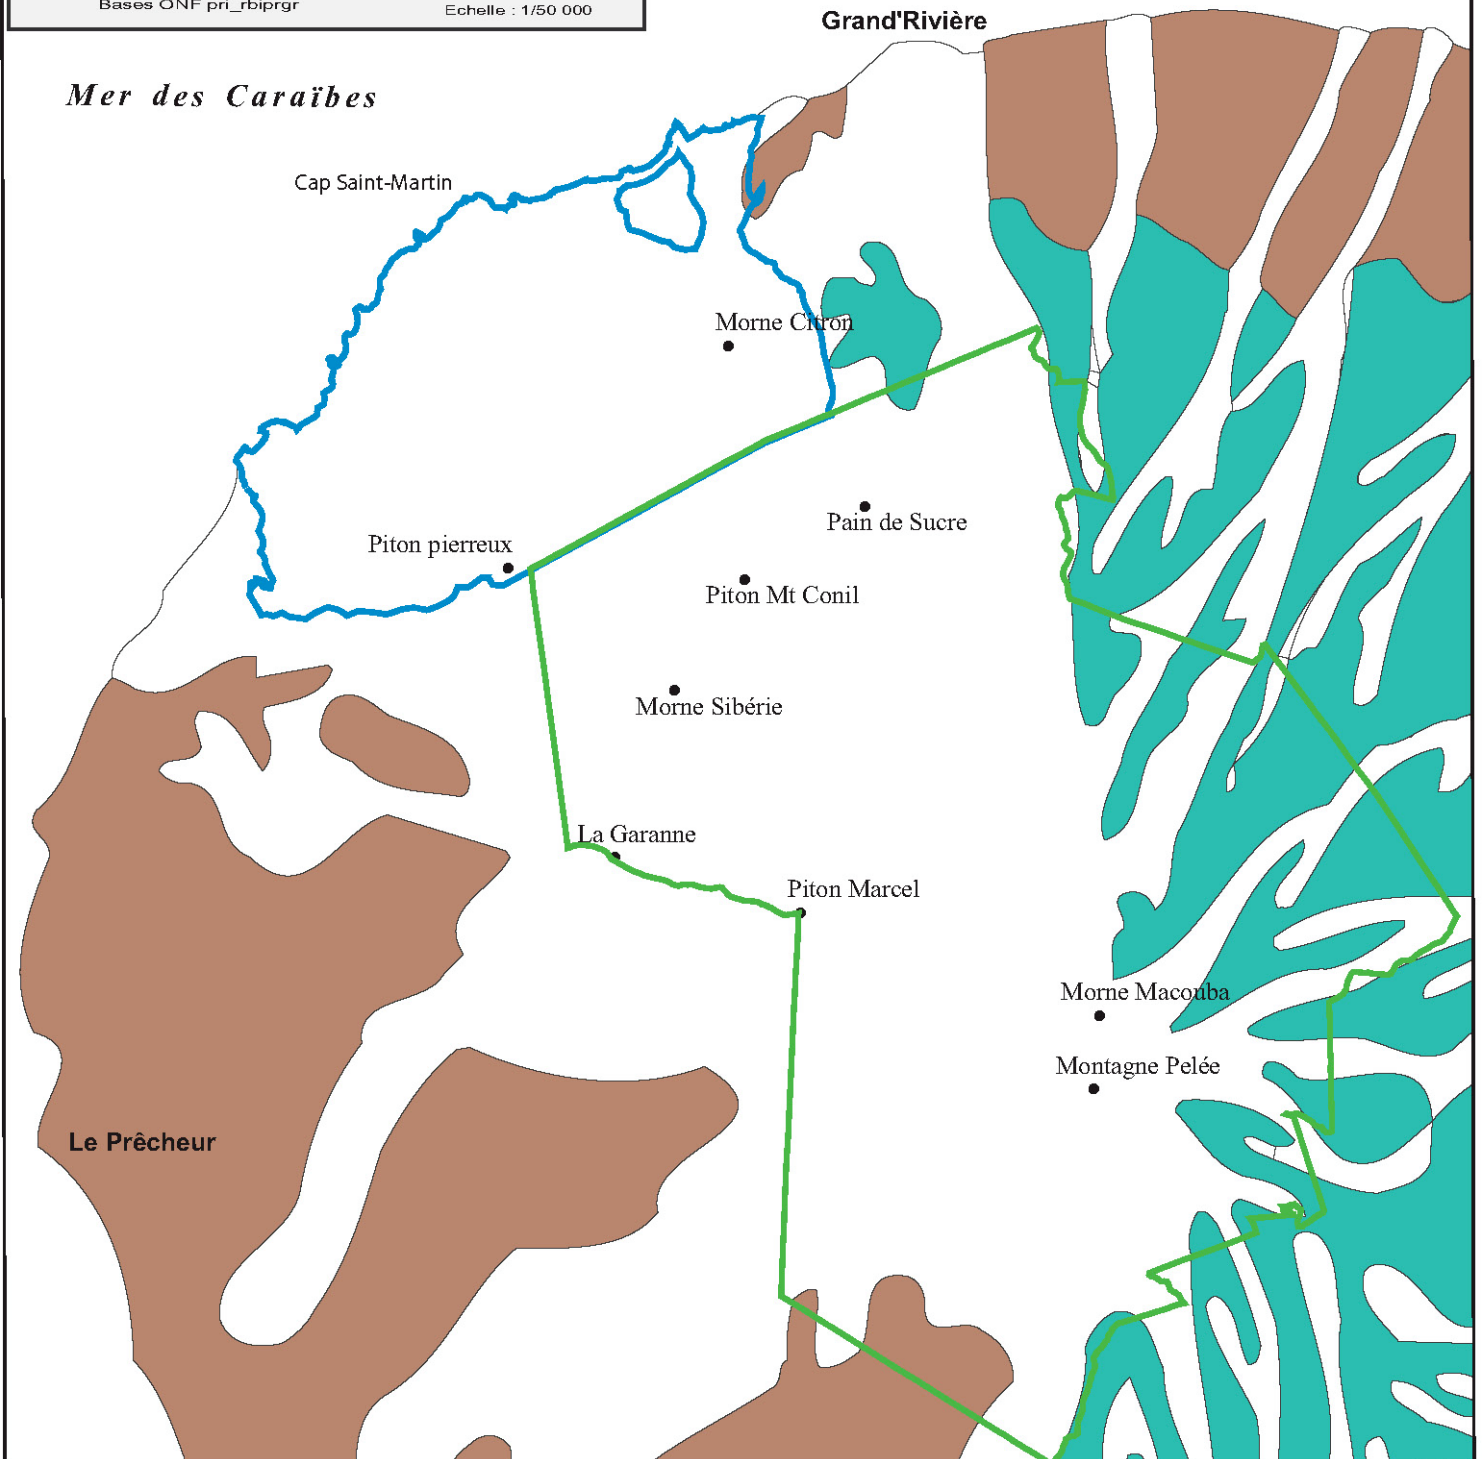 Bases ONF pri_rbiprgr
Echelle : 1/50 000
Grand'Rivière
Mer des Caraïbes
Cap Saint-Martin
Morne Citron
Pain de Sucre
Piton pierreux
Piton Mt Conil
Morne Sibérie
La Garanne
Piton Marcel
Morne Macouba
Montagne Pelée
Le Prêcheur